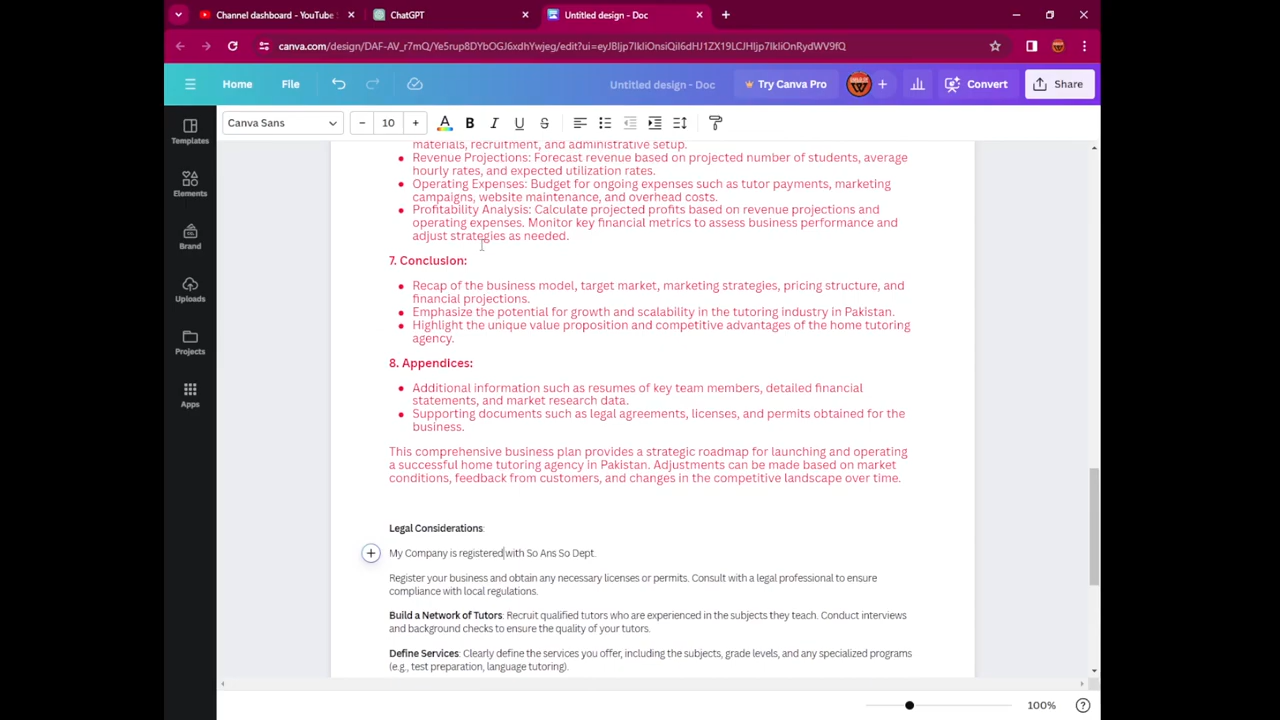 Channel dashboard - YouTube
ChatGPT
Untitled design - Doc
canva.com/design/DAF-AV_r7mQ/Ye5rup8DYbOGJ6xdhYwjeg/edit?ui=eyJBIjp7IkIiOnsiQiI6dHJ1ZX19LCJHIjp7IkIiOnRydWV9fQ
Home File Untitled design - Doc Try Canva Pro Convert Share
Canva Sans 10
Templates
Elements
Brand
Uploads
Projects
Apps
materials, recruitment, and administrative setup.
Revenue Projections: Forecast revenue based on projected number of students, average
hourly rates, and expected utilization rates.
Operating Expenses: Budget for ongoing expenses such as tutor payments, marketing
campaigns, website maintenance, and overhead costs.
Profitability Analysis: Calculate projected profits based on revenue projections and
operating expenses. Monitor key financial metrics to assess business performance and
adjust strategies as needed.
7. Conclusion:
Recap of the business model, target market, marketing strategies, pricing structure, and
financial projections.
Emphasize the potential for growth and scalability in the tutoring industry in Pakistan.
Highlight the unique value proposition and competitive advantages of the home tutoring
agency.
8. Appendices:
Additional information such as resumes of key team members, detailed financial
statements, and market research data.
Supporting documents such as legal agreements, licenses, and permits obtained for the
business.
This comprehensive business plan provides a strategic roadmap for launching and operating
a successful home tutoring agency in Pakistan. Adjustments can be made based on market
conditions, feedback from customers, and changes in the competitive landscape over time.
Legal Considerations:
My Company is registered with So Ans So Dept.
Register your business and obtain any necessary licenses or permits. Consult with a legal professional to ensure
compliance with local regulations.
Build a Network of Tutors: Recruit qualified tutors who are experienced in the subjects they teach. Conduct interviews
and background checks to ensure the quality of your tutors.
Define Services: Clearly define the services you offer, including the subjects, grade levels, and any specialized programs
(e.g., test preparation, language tutoring).
100%